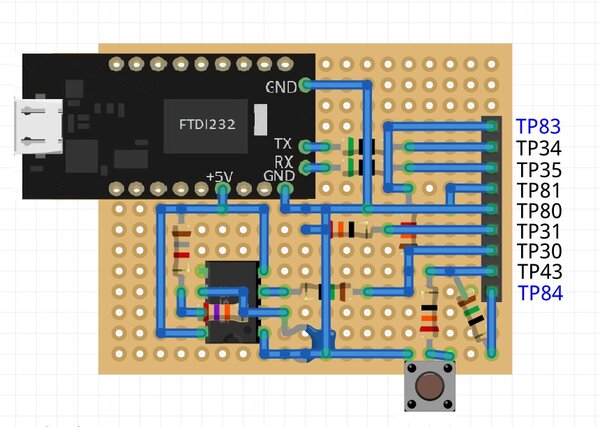 GND
FTDI232
TP83
TX
TP34
RX
TP35
+5V
GND
TP81
TP80
TP31
TP30
TP43
TP84